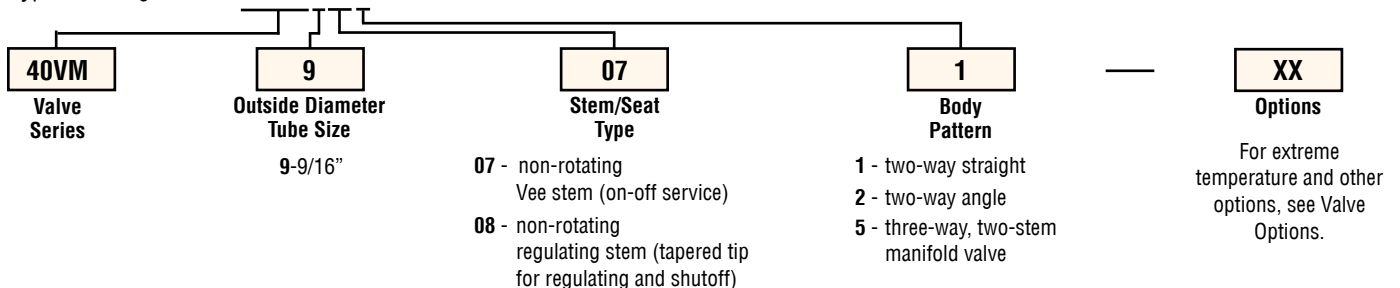 40VM
Valve
Series
9
Outside Diameter
Tube Size
9-9/16”
07
Stem/Seat
Type
07 - non-rotating
Vee stem (on-off service)
08 - non-rotating
regulating stem (tapered tip
for regulating and shutoff)
1
Body
Pattern
1 - two-way straight
2 - two-way angle
5 - three-way, two-stem
manifold valve
—
XX
Options
For extreme
temperature and other
options, see Valve
Options.